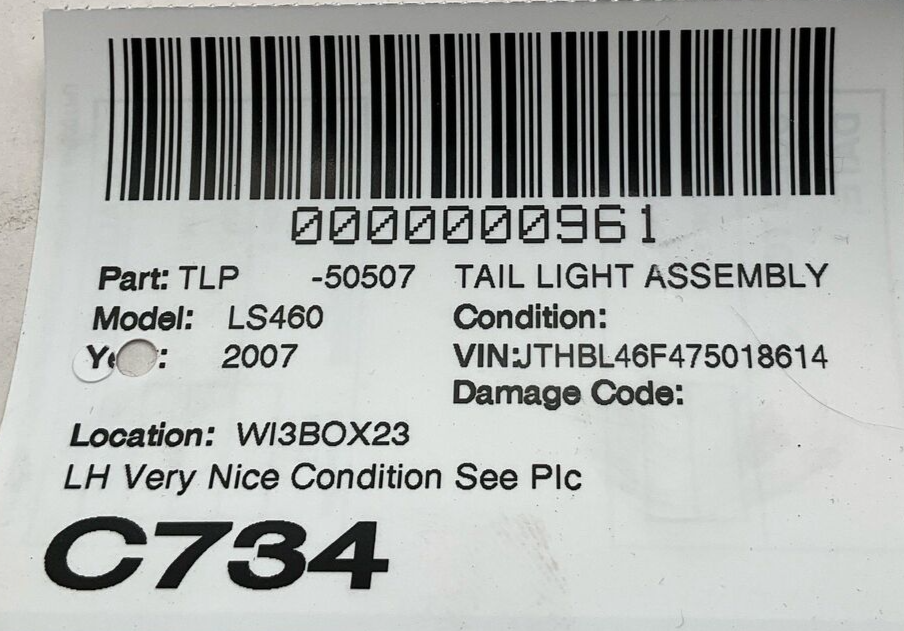 0000000961
Part: TLP -50507 TAIL LIGHT ASSEMBLY
Model: LS460 Condition:
2007 VIN:JTHBL46F475018614
Damage Code:
Location: WI3BOX23
LH Very Nice Condition See PIc
C734